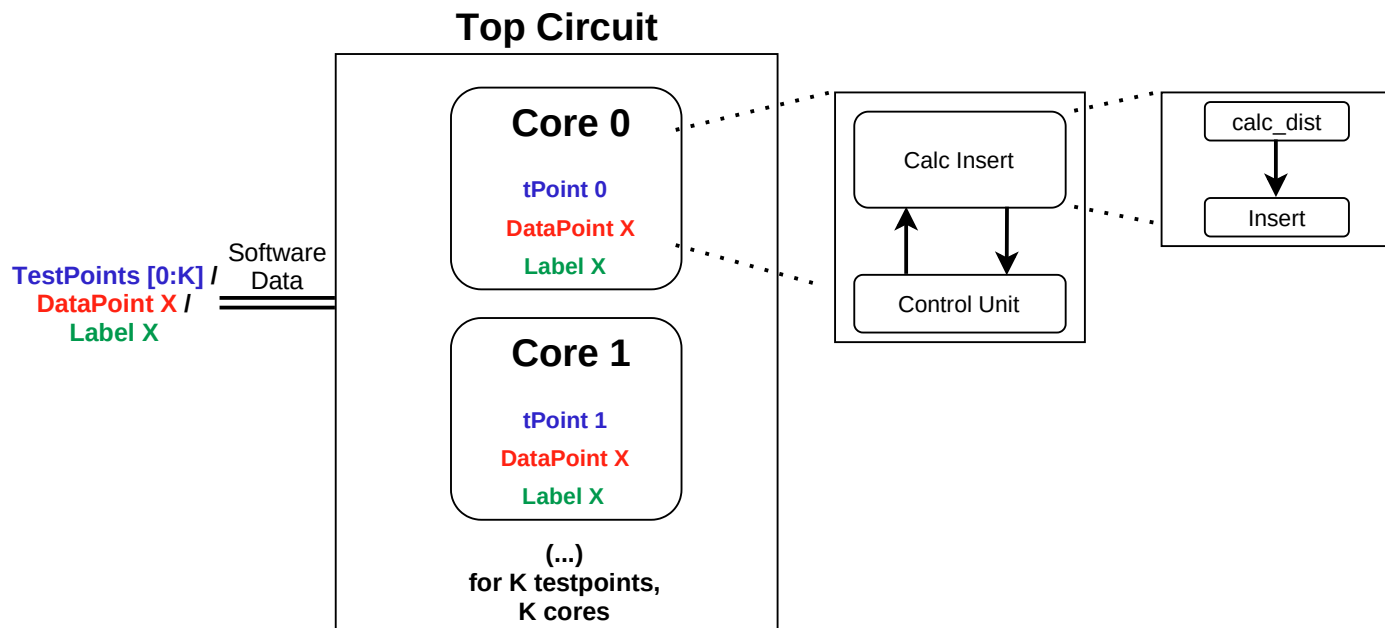 Top Circuit
TestPoints [0:K] /
DataPoint X /
Label X
Software
Data
Core 0
tPoint 0
DataPoint X
Label X
Core 1
tPoint 1
DataPoint X
Label X
(...)
for K testpoints,
K cores
Calc Insert
Control Unit
calc_dist
Insert